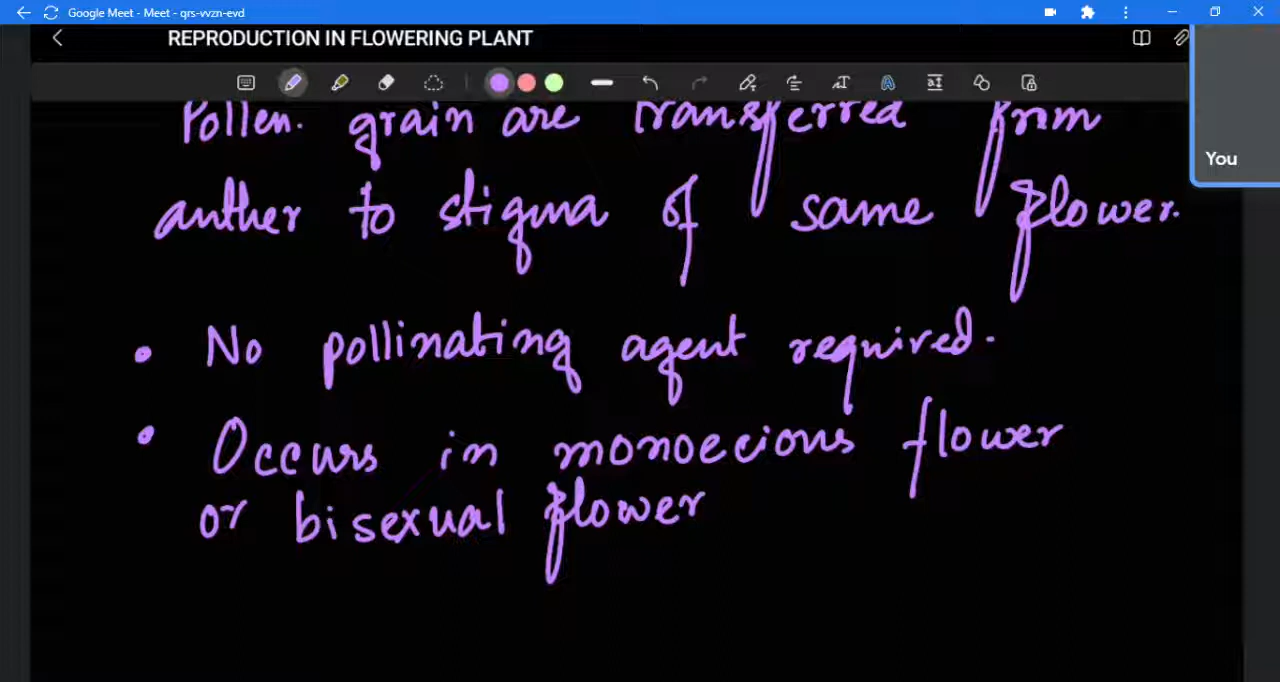 Google Meet - Meet - qrs-vvzn-evd
REPRODUCTION IN FLOWERING PLANT
Pollen. grain are transferred from
anther to stigma of same flower.
You
• No pollinating agent required.
• Occurs in monoecious flower
or bisexual flower